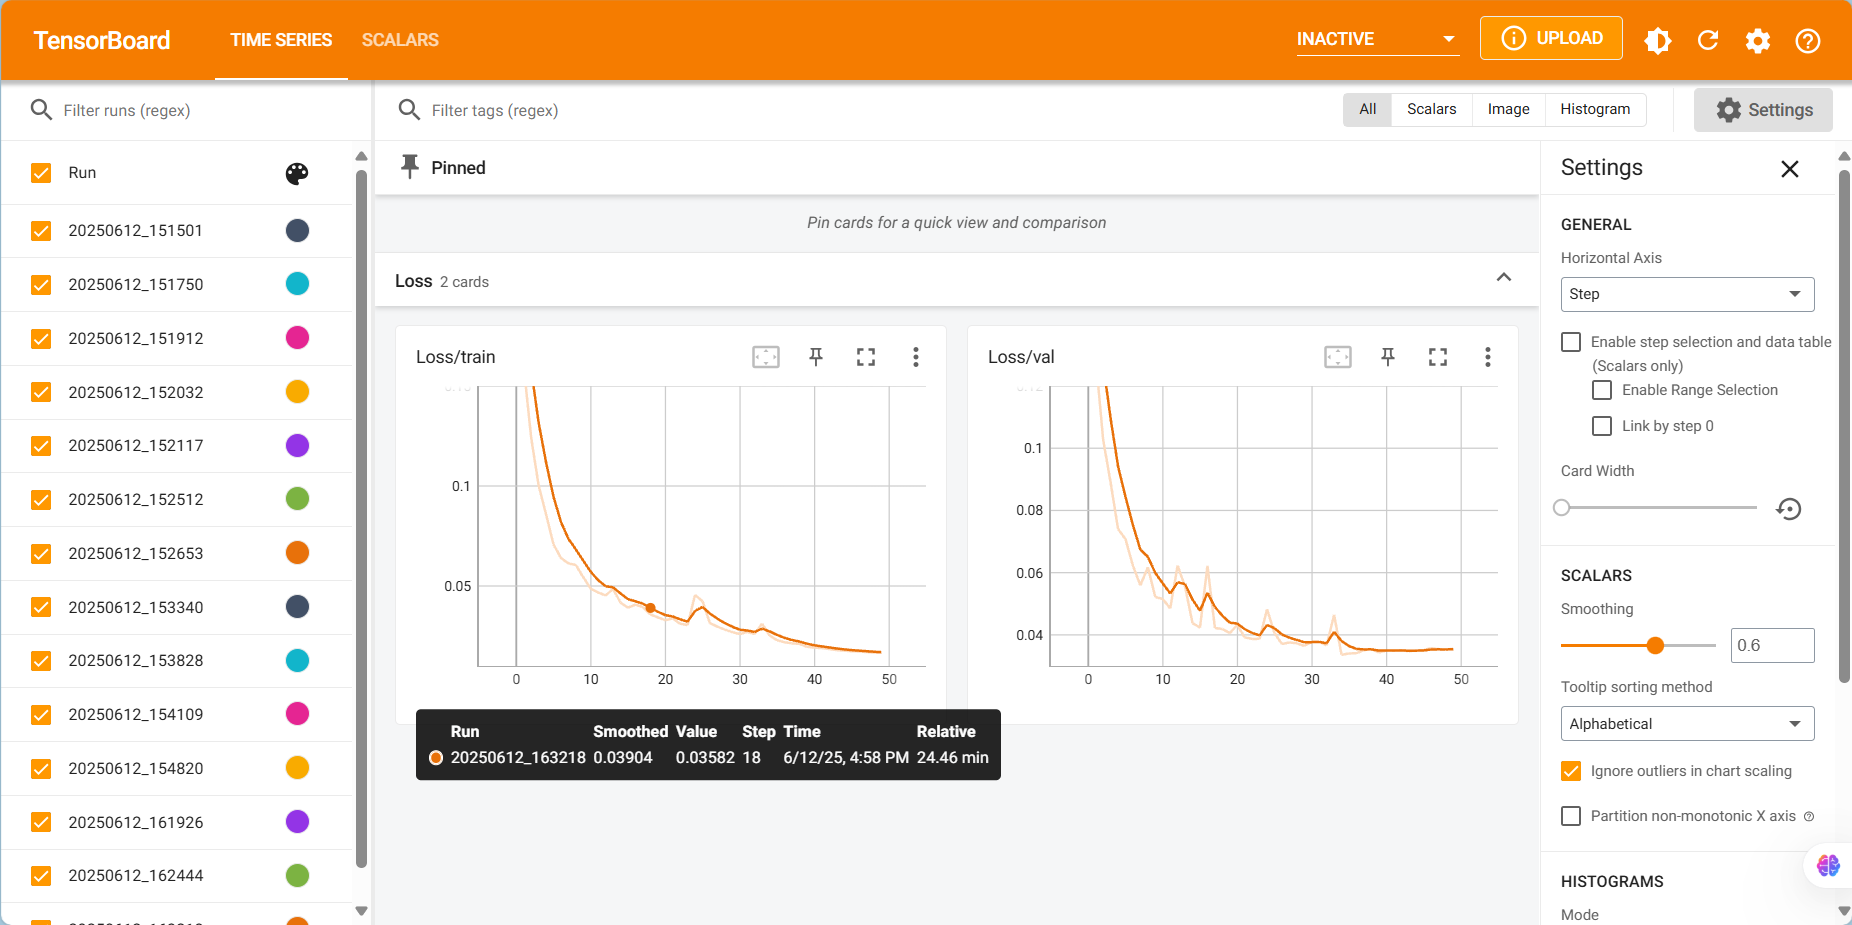 TensorBoard TIME SERIES SCALARS INACTIVE UPLOAD
Filter runs (regex)
Filter tags (regex)
All Scalars Image Histogram
Settings
Run
20250612_151501
20250612_151750
20250612_151912
20250612_152032
20250612_152117
20250612_152512
20250612_152653
20250612_153340
20250612_153828
20250612_154109
20250612_154820
20250612_161926
20250612_162444
Pinned
Pin cards for a quick view and comparison
Loss 2 cards
Loss/train
0.1
0.05
0 10 20 30 40 50
Loss/val
0.12
0.1
0.08
0.06
0.04
0 10 20 30 40 50
Run Smoothed Value Step Time Relative
20250612_163218 0.03904 0.03582 18 6/12/25, 4:58 PM 24.46 min
Settings
GENERAL
Horizontal Axis
Step
Enable step selection and data table
(Scalars only)
Enable Range Selection
Link by step 0
Card Width
SCALARS
Smoothing
0.6
Tooltip sorting method
Alphabetical
Ignore outliers in chart scaling
Partition non-monotonic X axis
HISTOGRAMS
Mode